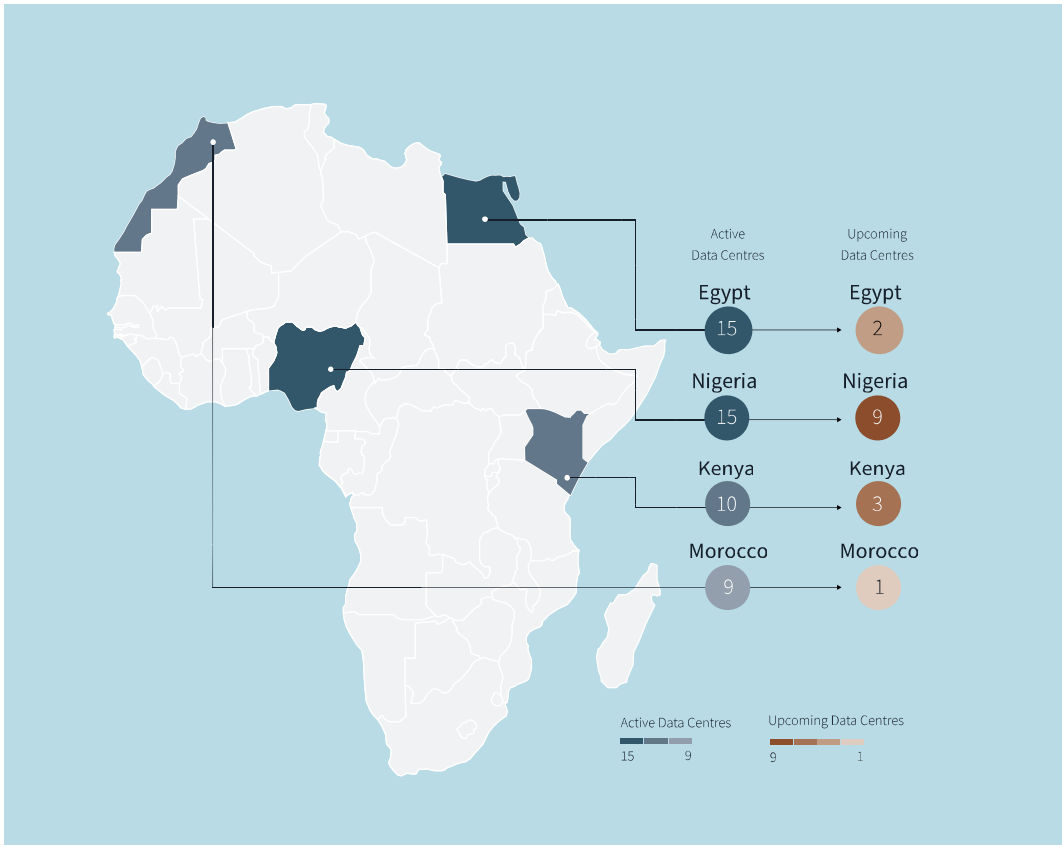 Active
Data Centres
Upcoming
Data Centres
Egypt
Egypt
15
2
Nigeria
Nigeria
15
9
Kenya
Kenya
10
3
Morocco
Morocco
9
1
Active Data Centres
15
9
Upcoming Data Centres
9
1